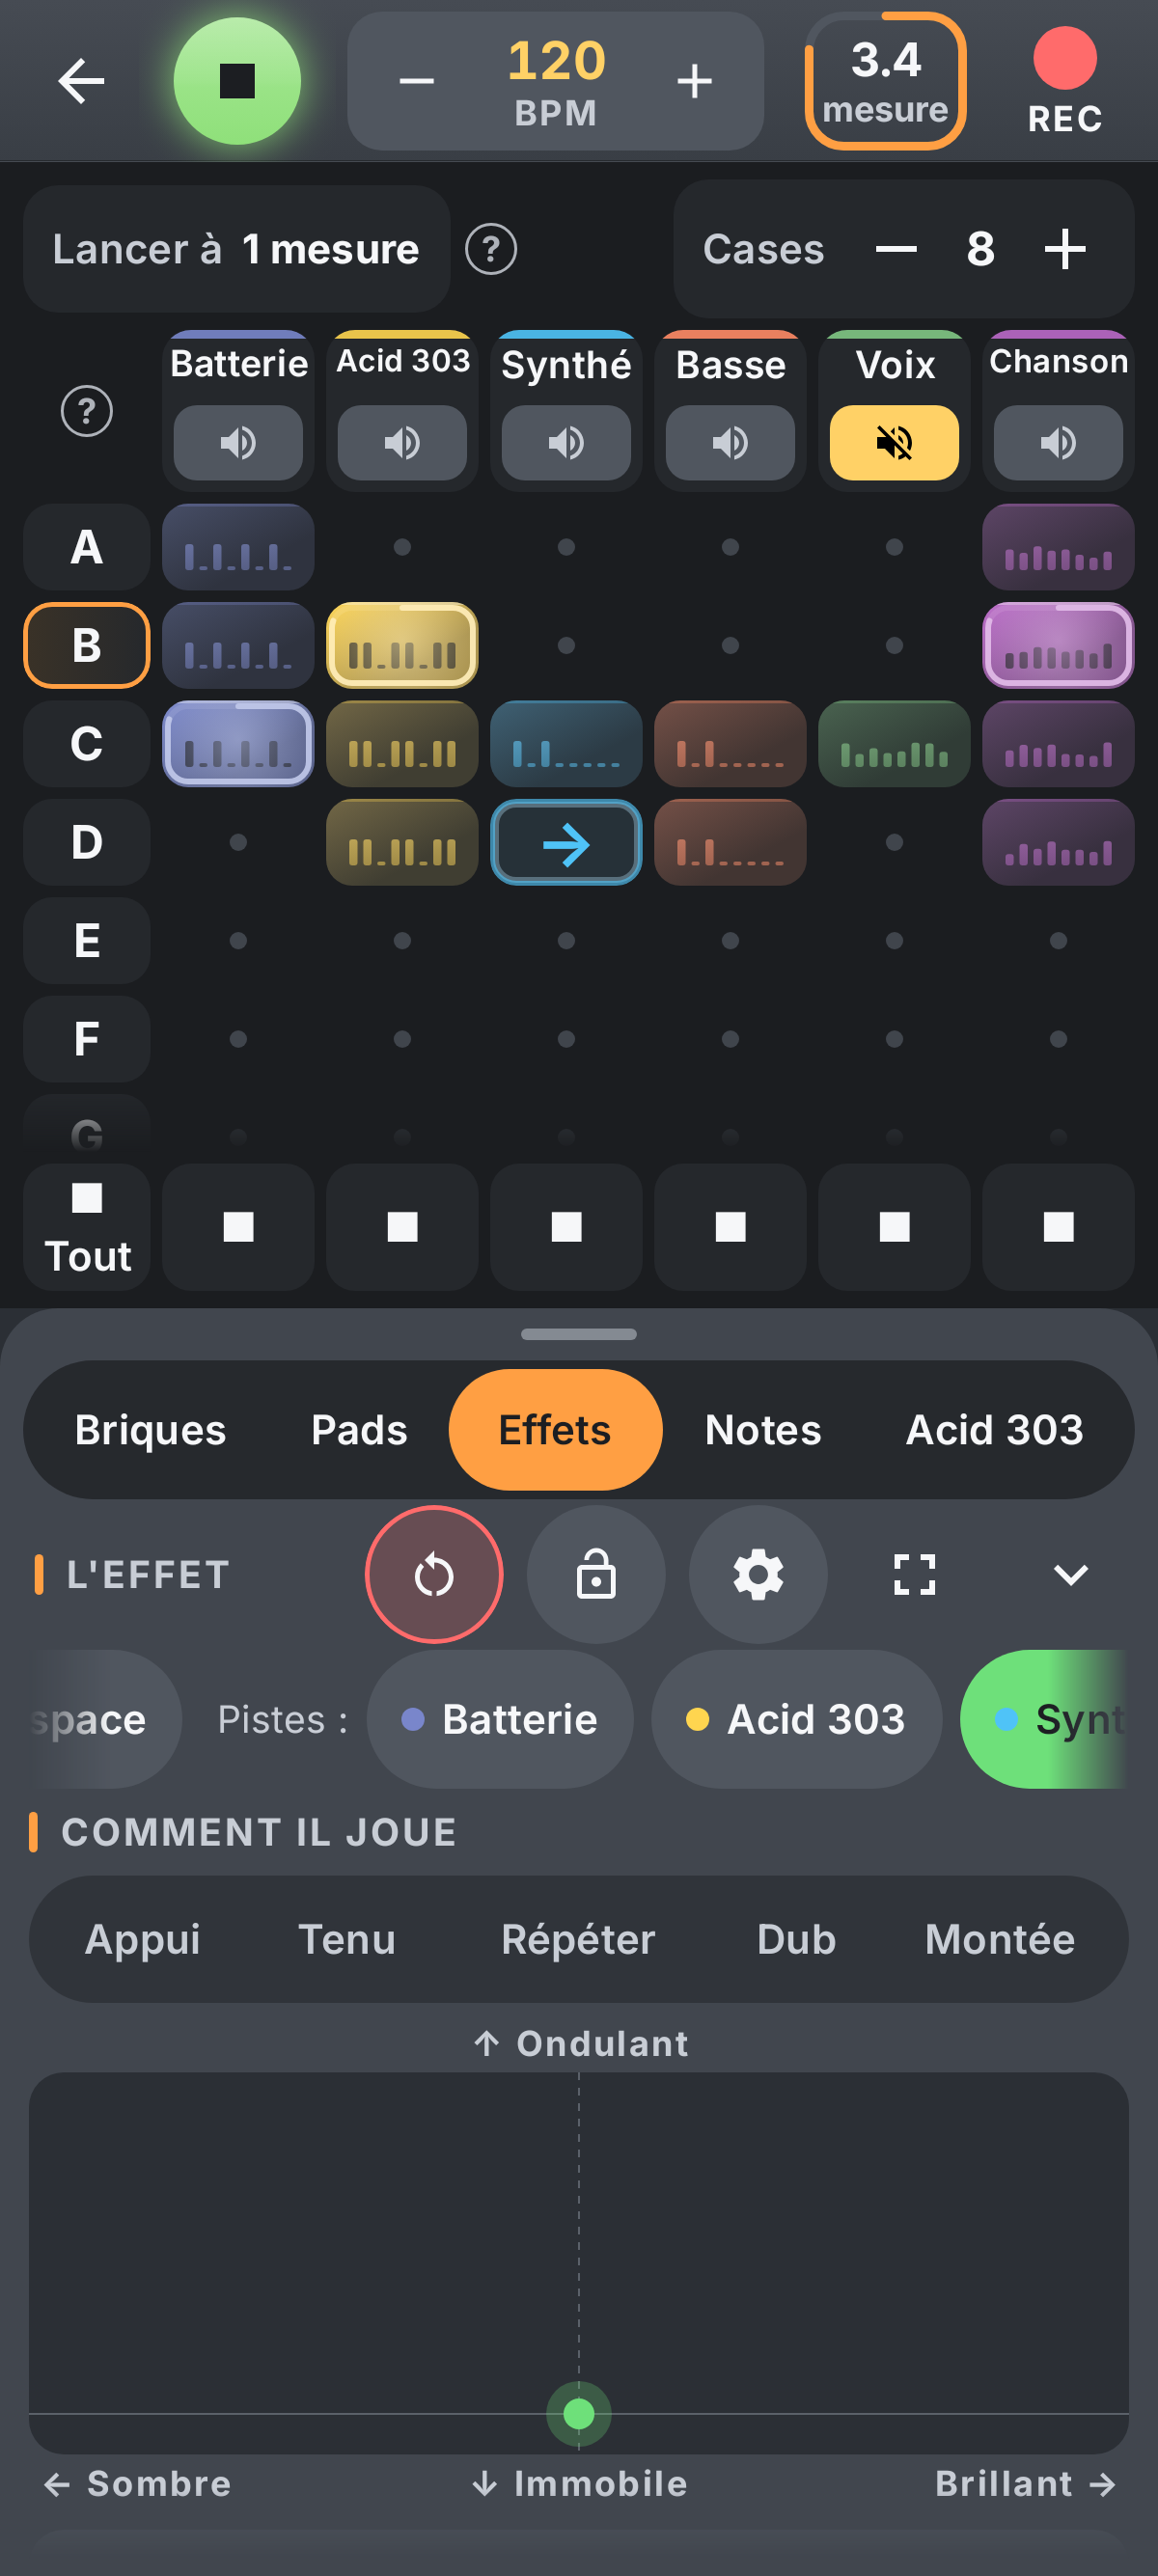 120
BPM
3.4
mesure
REC
Lancer à 1 mesure
?
Cases 8
?
Batterie Acid 303 Synthé Basse Voix Chanson
A
B
C
D
E
F
G
Tout
Briques Pads Effets Notes Acid 303
L'EFFET
space Pistes : Batterie Acid 303 Synt
COMMENT IL JOUE
Appui Tenu Répéter Dub Montée
↑ Ondulant
← Sombre ↓ Immobile Brillant →